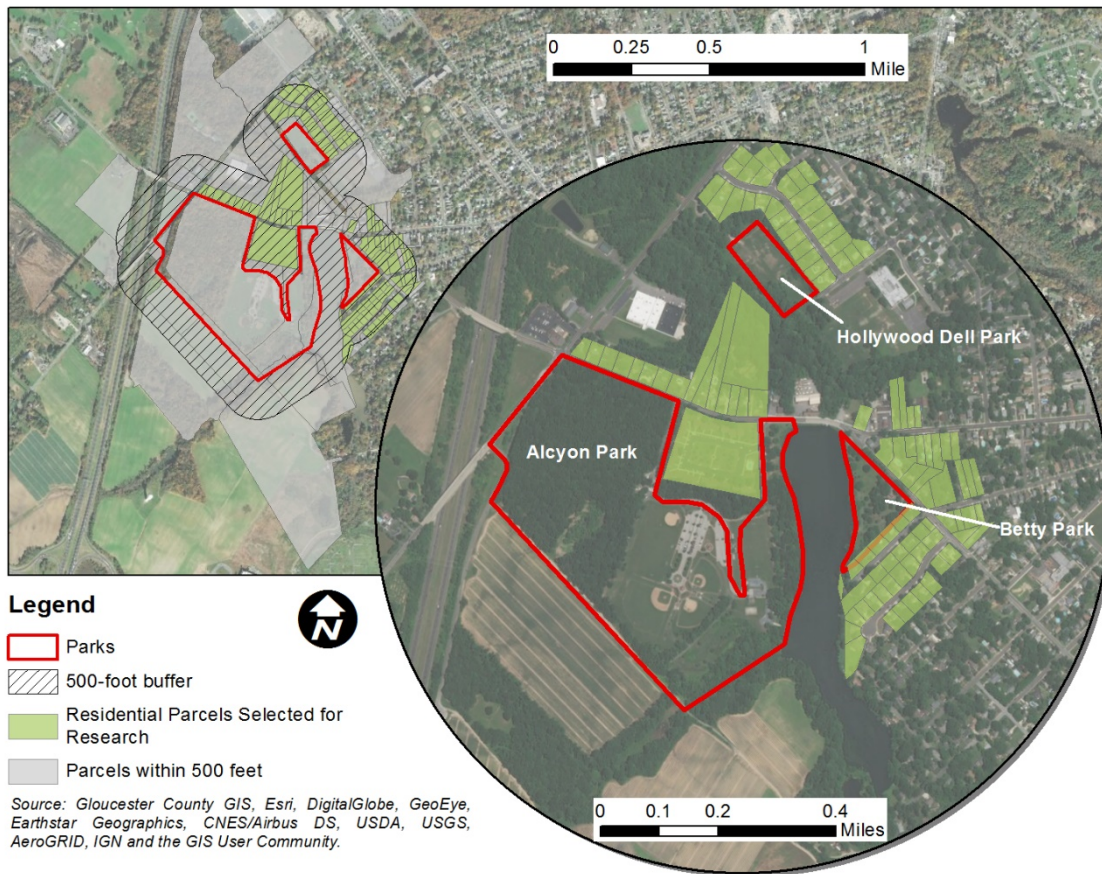 0 0.25 0.5 1
Mile
Hollywood Dell Park
Alcyon Park
Betty Park
0 0.1 0.2 0.4
Miles
Legend
N
Parks
500-foot buffer
Residential Parcels Selected for
Research
Parcels within 500 feet
Source: Gloucester County GIS, Esri, DigitalGlobe, GeoEye,
Earthstar Geographics, CNES/Airbus DS, USDA, USGS,
AeroGRID, IGN and the GIS User Community.